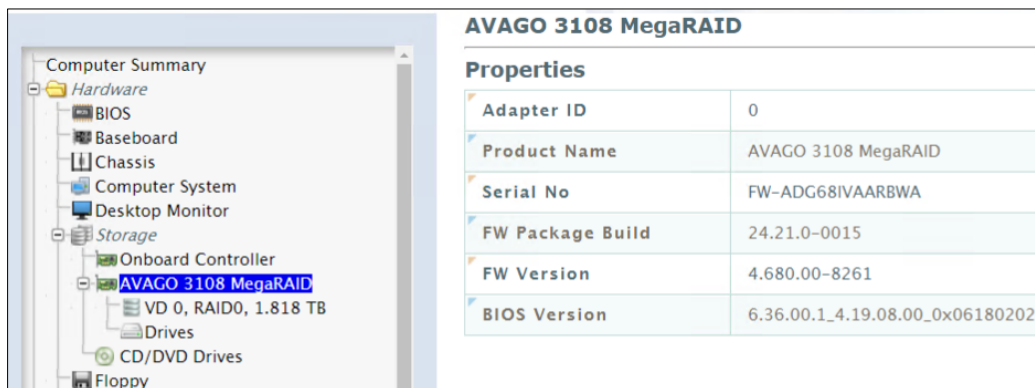 Computer Summary
Hardware
BIOS
Baseboard
Chassis
Computer System
Desktop Monitor
Storage
Onboard Controller
AVAGO 3108 MegaRAID
VD 0, RAID0, 1.818 TB
Drives
CD/DVD Drives
Floppy
AVAGO 3108 MegaRAID
Properties
Adapter ID 0
Product Name AVAGO 3108 MegaRAID
Serial No FW-ADG68IVAARBWA
FW Package Build 24.21.0-0015
FW Version 4.680.00-8261
BIOS Version 6.36.00.1_4.19.08.00_0x06180202